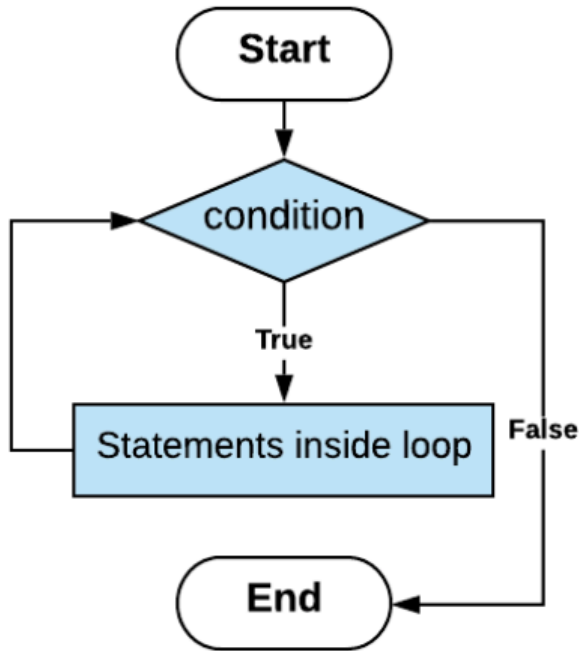 Start
condition
True
Statements inside loop
False
End